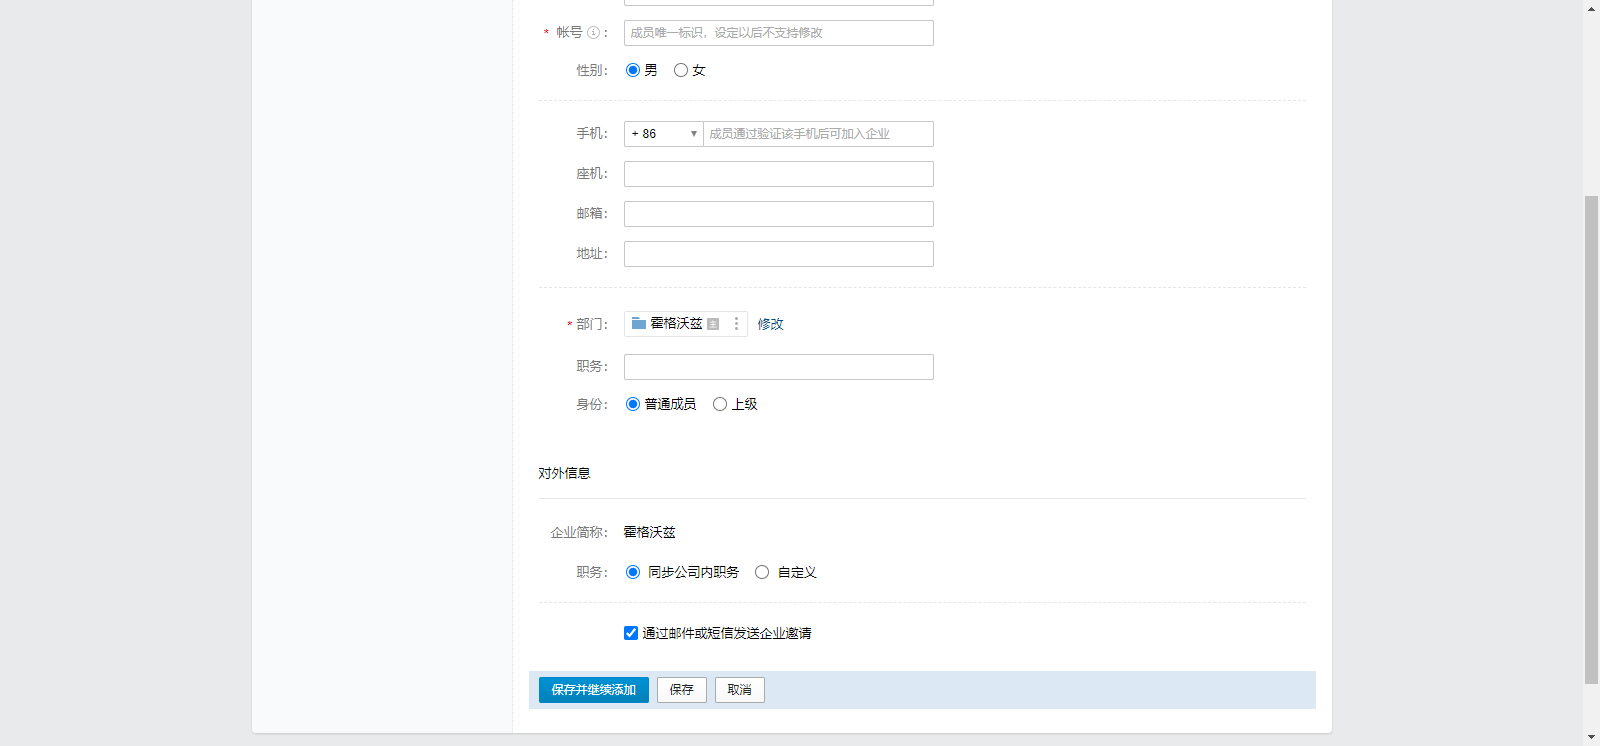 * 帐号 : 成员唯一标识，设定以后不支持修改
性别: 男 女
手机: + 86 成员通过验证该手机后可加入企业
座机:
邮箱:
地址:
* 部门: 霍格沃兹 主 修改
职务:
身份: 普通成员 上级
对外信息
企业简称: 霍格沃兹
职务: 同步公司内职务 自定义
通过邮件或短信发送企业邀请
保存并继续添加 保存 取消